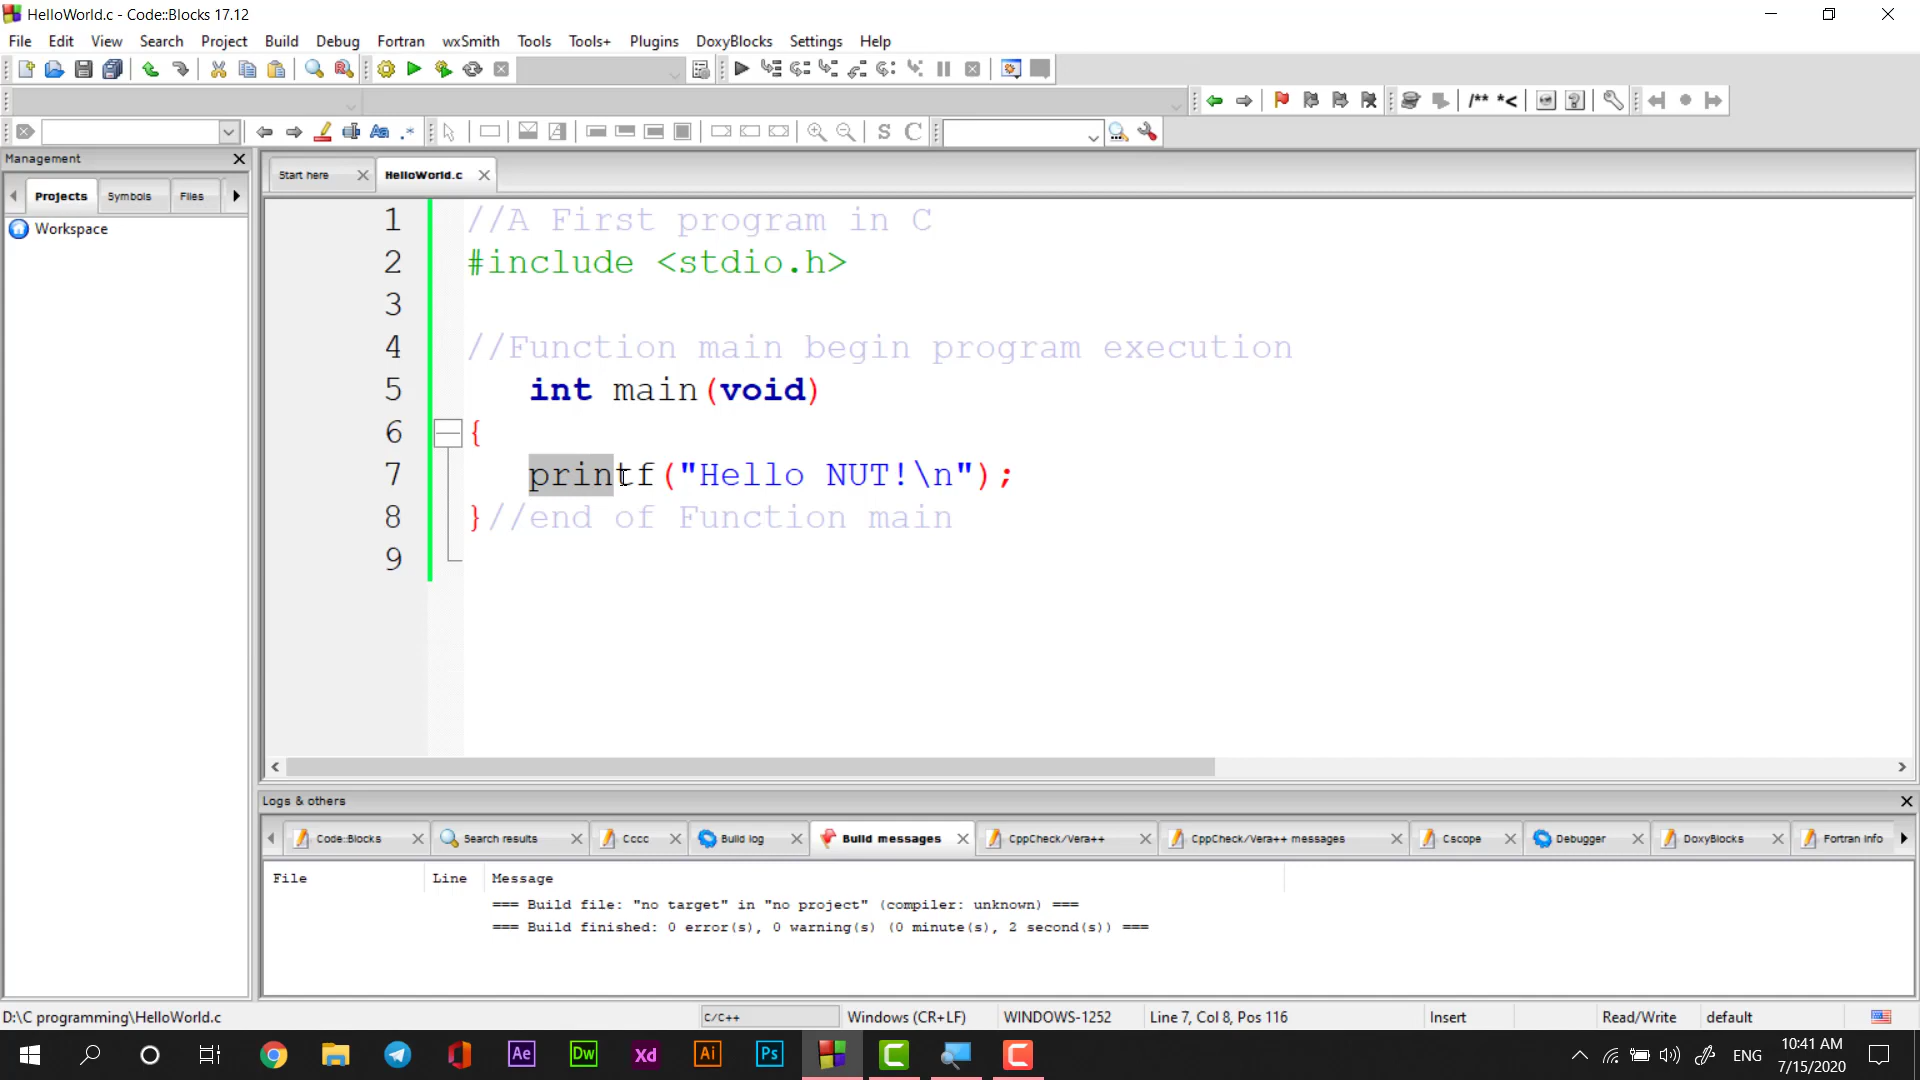 HelloWorld.c - Code::Blocks 17.12
File Edit View Search Project Build Debug Fortran wxSmith Tools Tools+ Plugins DoxyBlocks Settings Help
/** *<
S C
Management
Projects Symbols Files
Workspace
Start here HelloWorld.c
1 //A First program in C
2 #include <stdio.h>
3
4 //Function main begin program execution
5 int main(void)
6 {
7 printf("Hello NUT!\n");
8 }//end of Function main
9
Logs & others
Code::Blocks Search results Cccc Build log Build messages CppCheck/Vera++ CppCheck/Vera++ messages Cscope Debugger DoxyBlocks Fortran info
File Line Message
=== Build file: "no target" in "no project" (compiler: unknown) ===
=== Build finished: 0 error(s), 0 warning(s) (0 minute(s), 2 second(s)) ===
D:\C programming\HelloWorld.c C/C++ Windows (CR+LF) WINDOWS-1252 Line 7, Col 8, Pos 116 Insert Read/Write default
Ae Dw Xd Ai Ps ENG 10:41 AM
7/15/2020